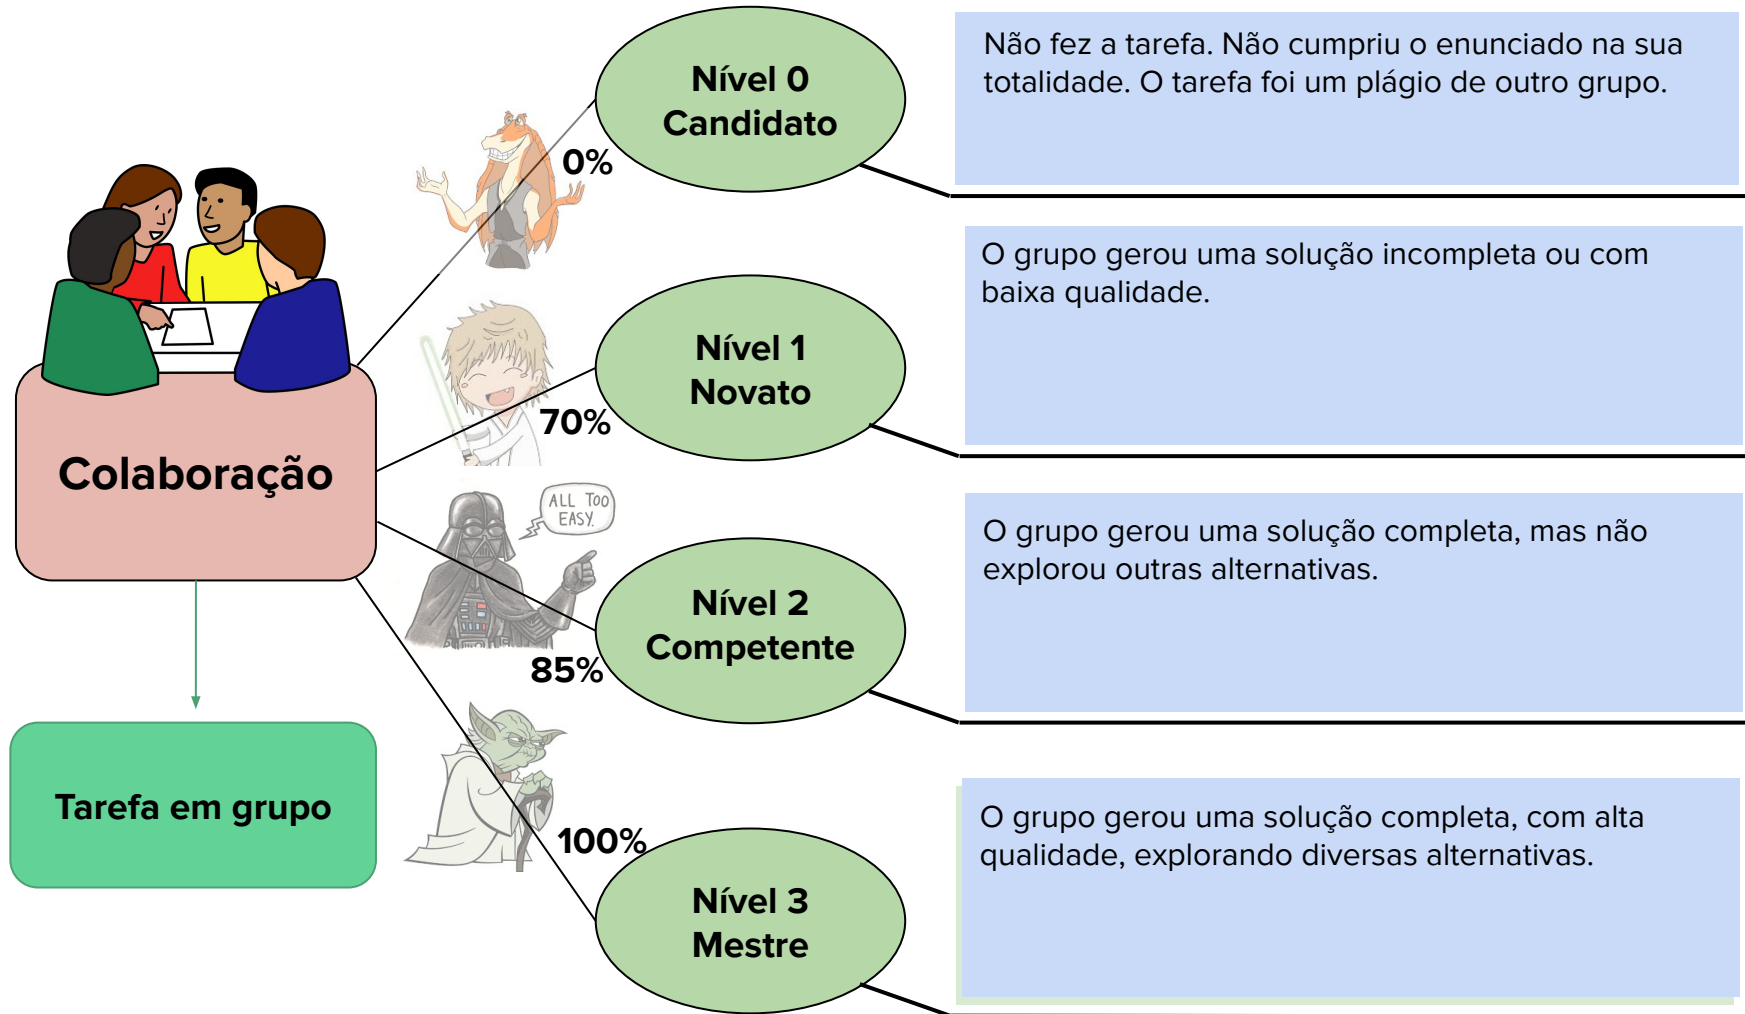 Nível 0
Candidato
0%
Não fez a tarefa. Não cumpriu o enunciado na sua
totalidade. O tarefa foi um plágio de outro grupo.
Nível 1
Novato
70%
O grupo gerou uma solução incompleta ou com
baixa qualidade.
Colaboração
ALL TOO
EASY.
Nível 2
Competente
85%
O grupo gerou uma solução completa, mas não
explorou outras alternativas.
Tarefa em grupo
100%
Nível 3
Mestre
O grupo gerou uma solução completa, com alta
qualidade, explorando diversas alternativas.